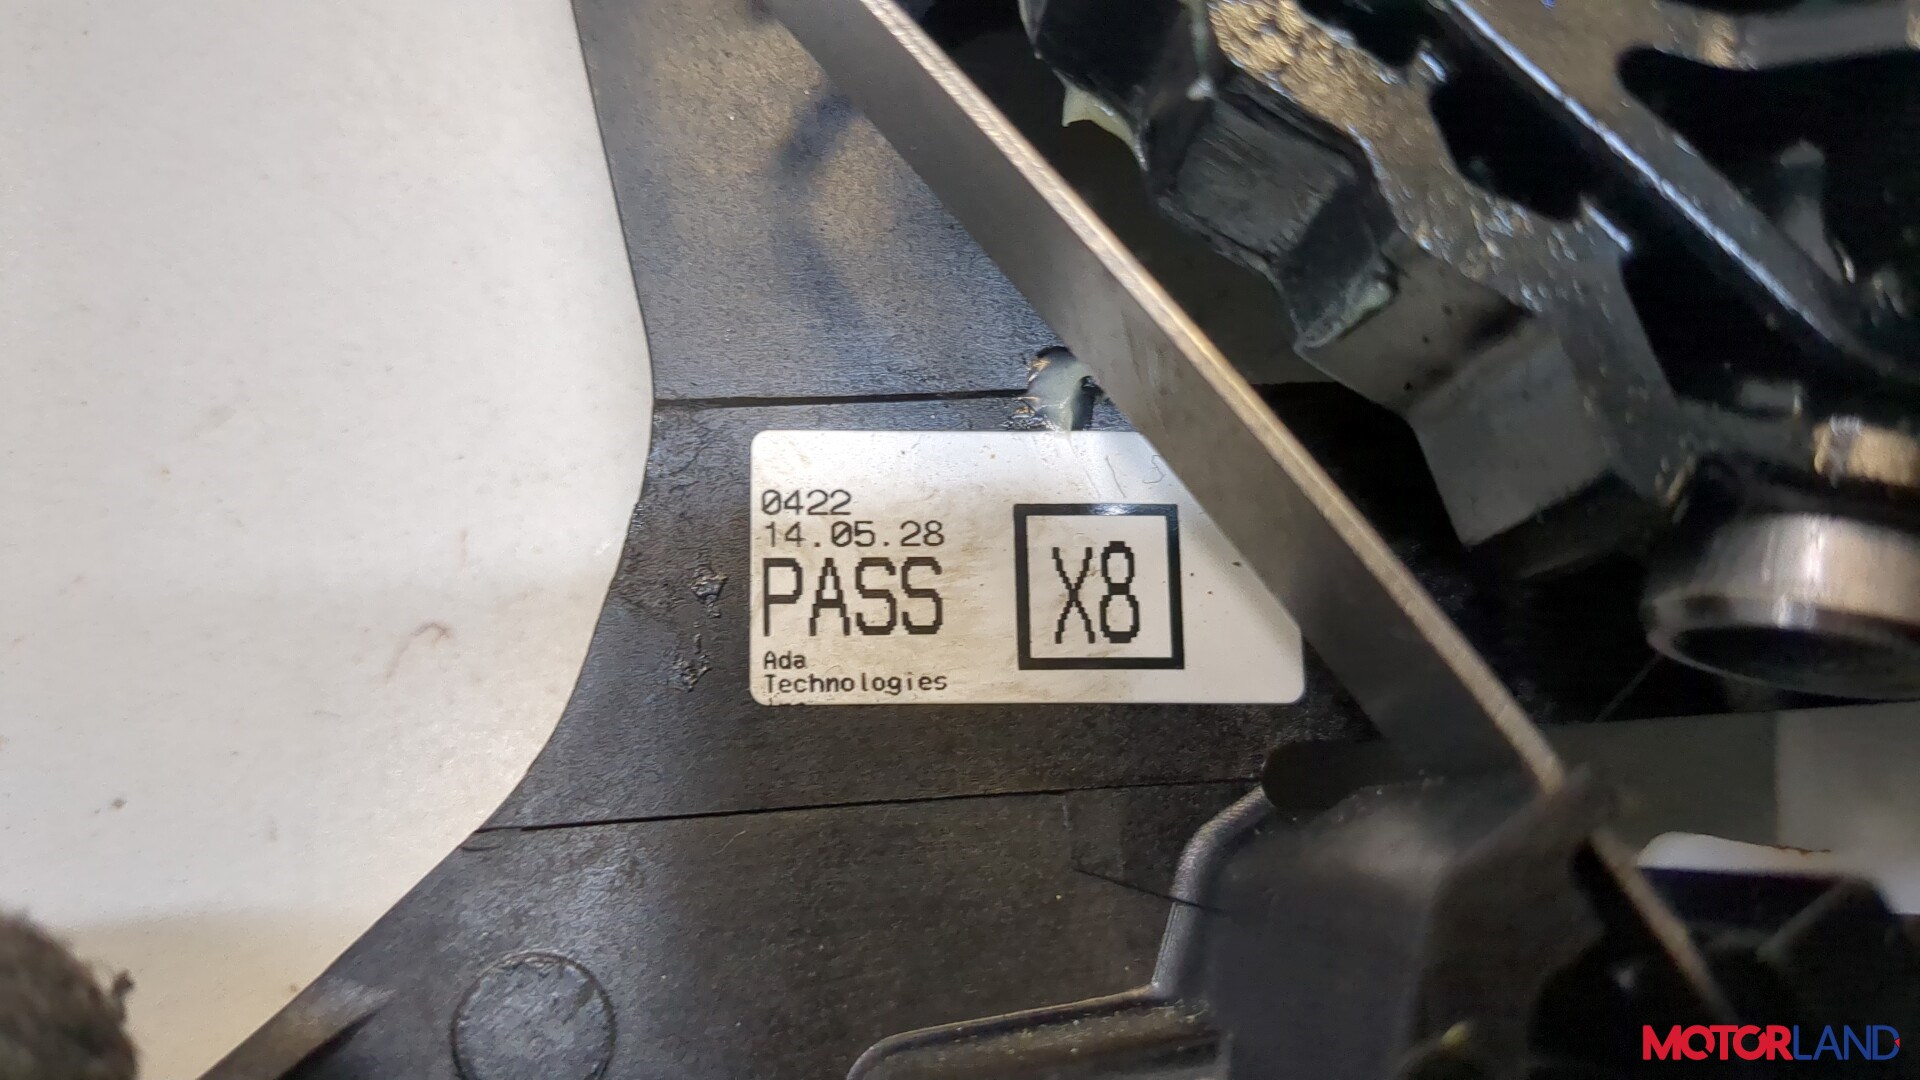 0422
14.05.28
PASS
X8
Ada
Technologies
MOTORLAND